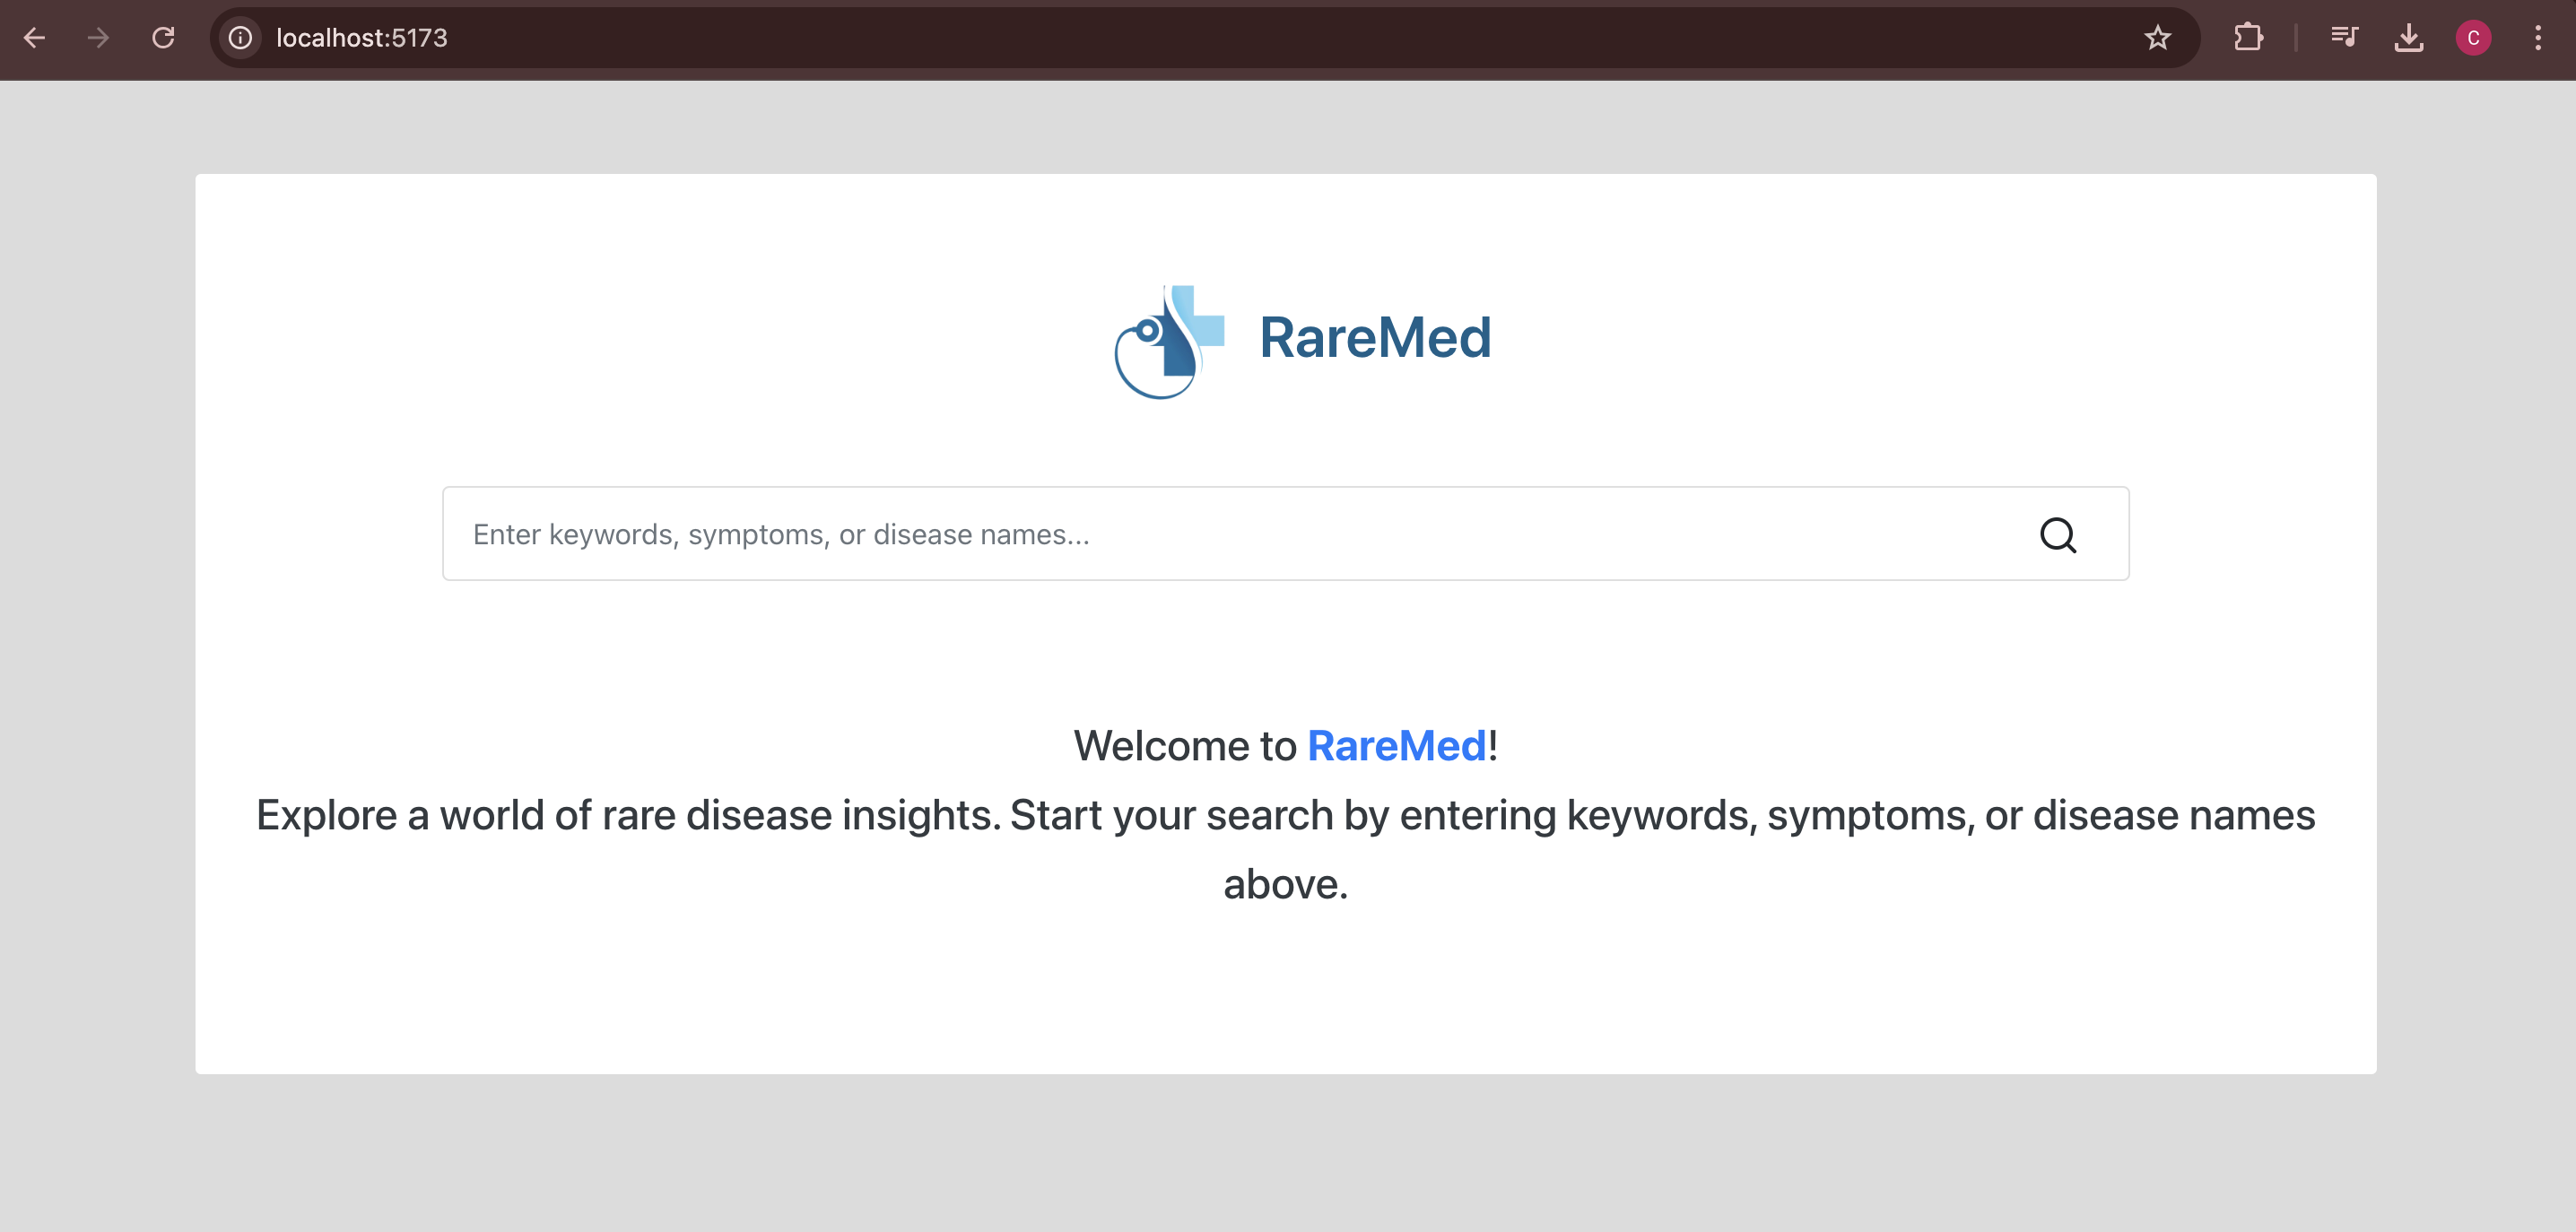 localhost:5173
C
RareMed
Enter keywords, symptoms, or disease names...
Welcome to RareMed!
Explore a world of rare disease insights. Start your search by entering keywords, symptoms, or disease names
above.